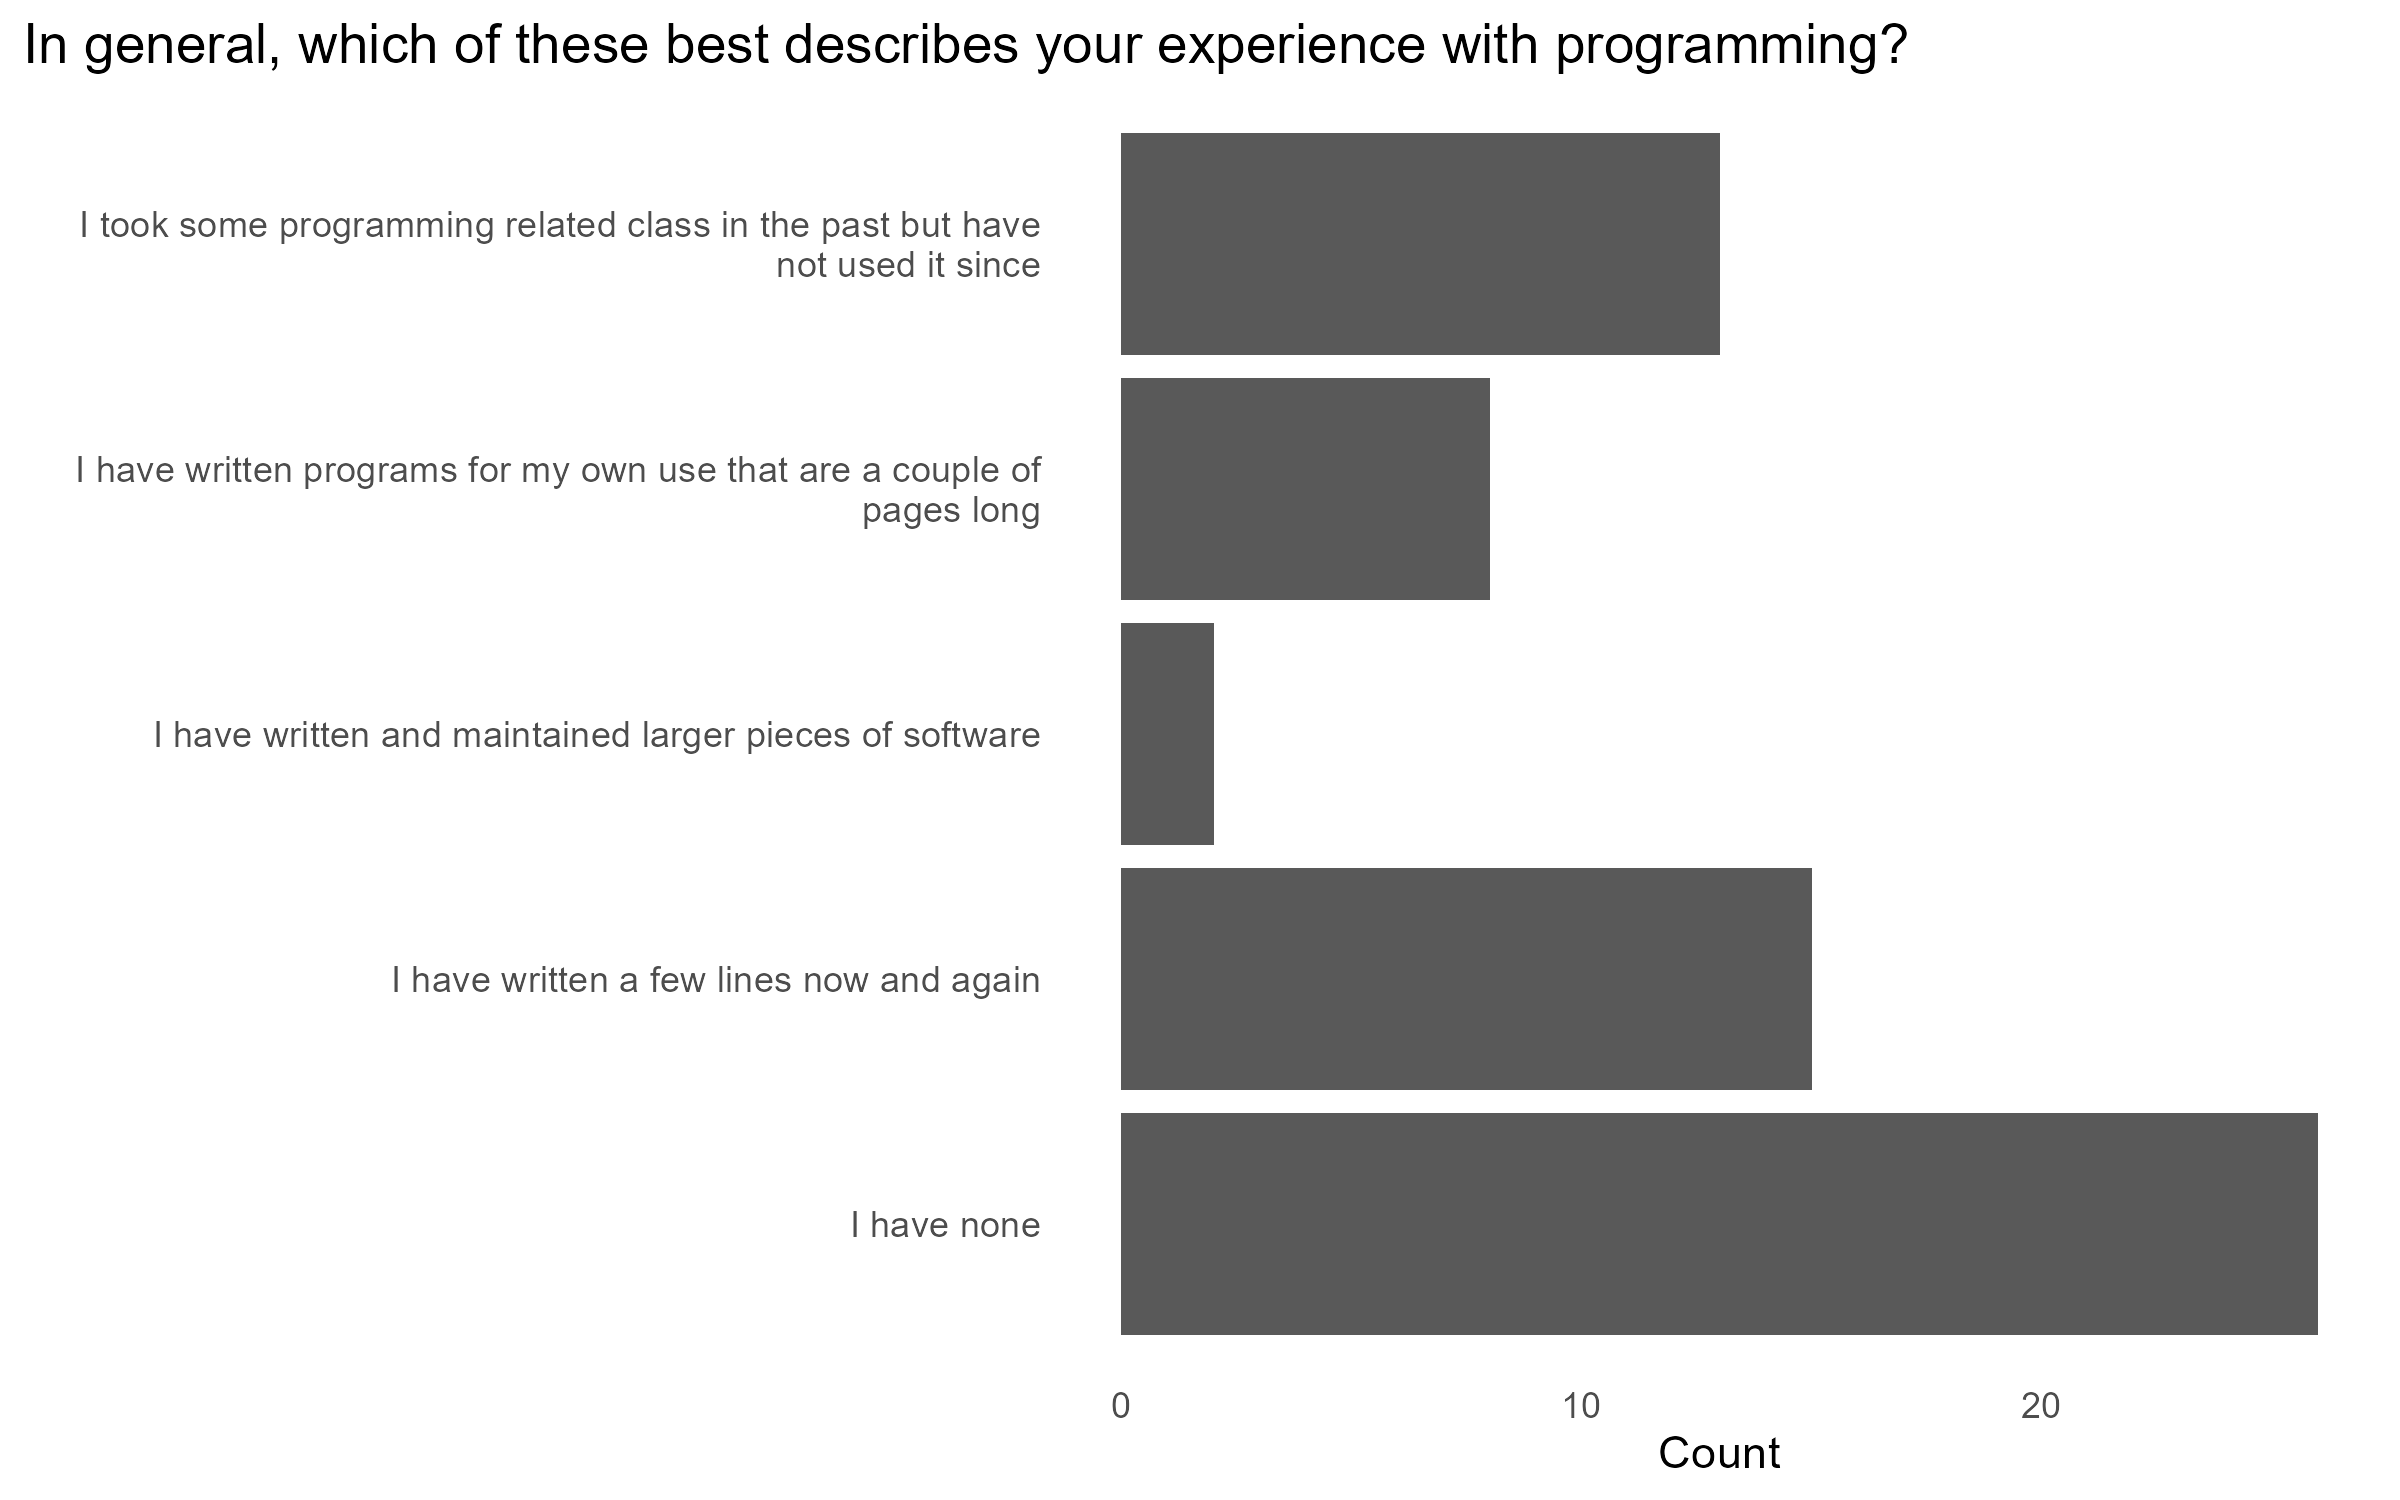 In general, which of these best describes your experience with programming?
I took some programming related class in the past but have
not used it since
I have written programs for my own use that are a couple of
pages long
I have written and maintained larger pieces of software
I have written a few lines now and again
I have none
0 10 20
Count